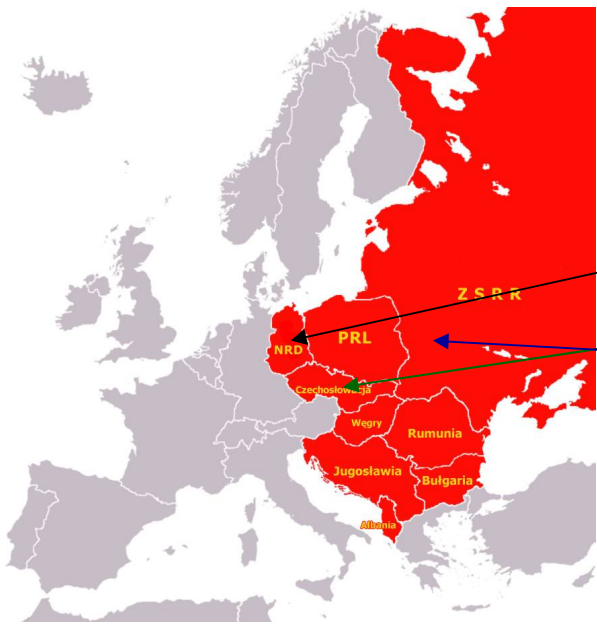 Z S R R
PRL
NRD
Czechosłowacja
Węgry
Rumunia
Jugosławia
Bułgaria
Albania